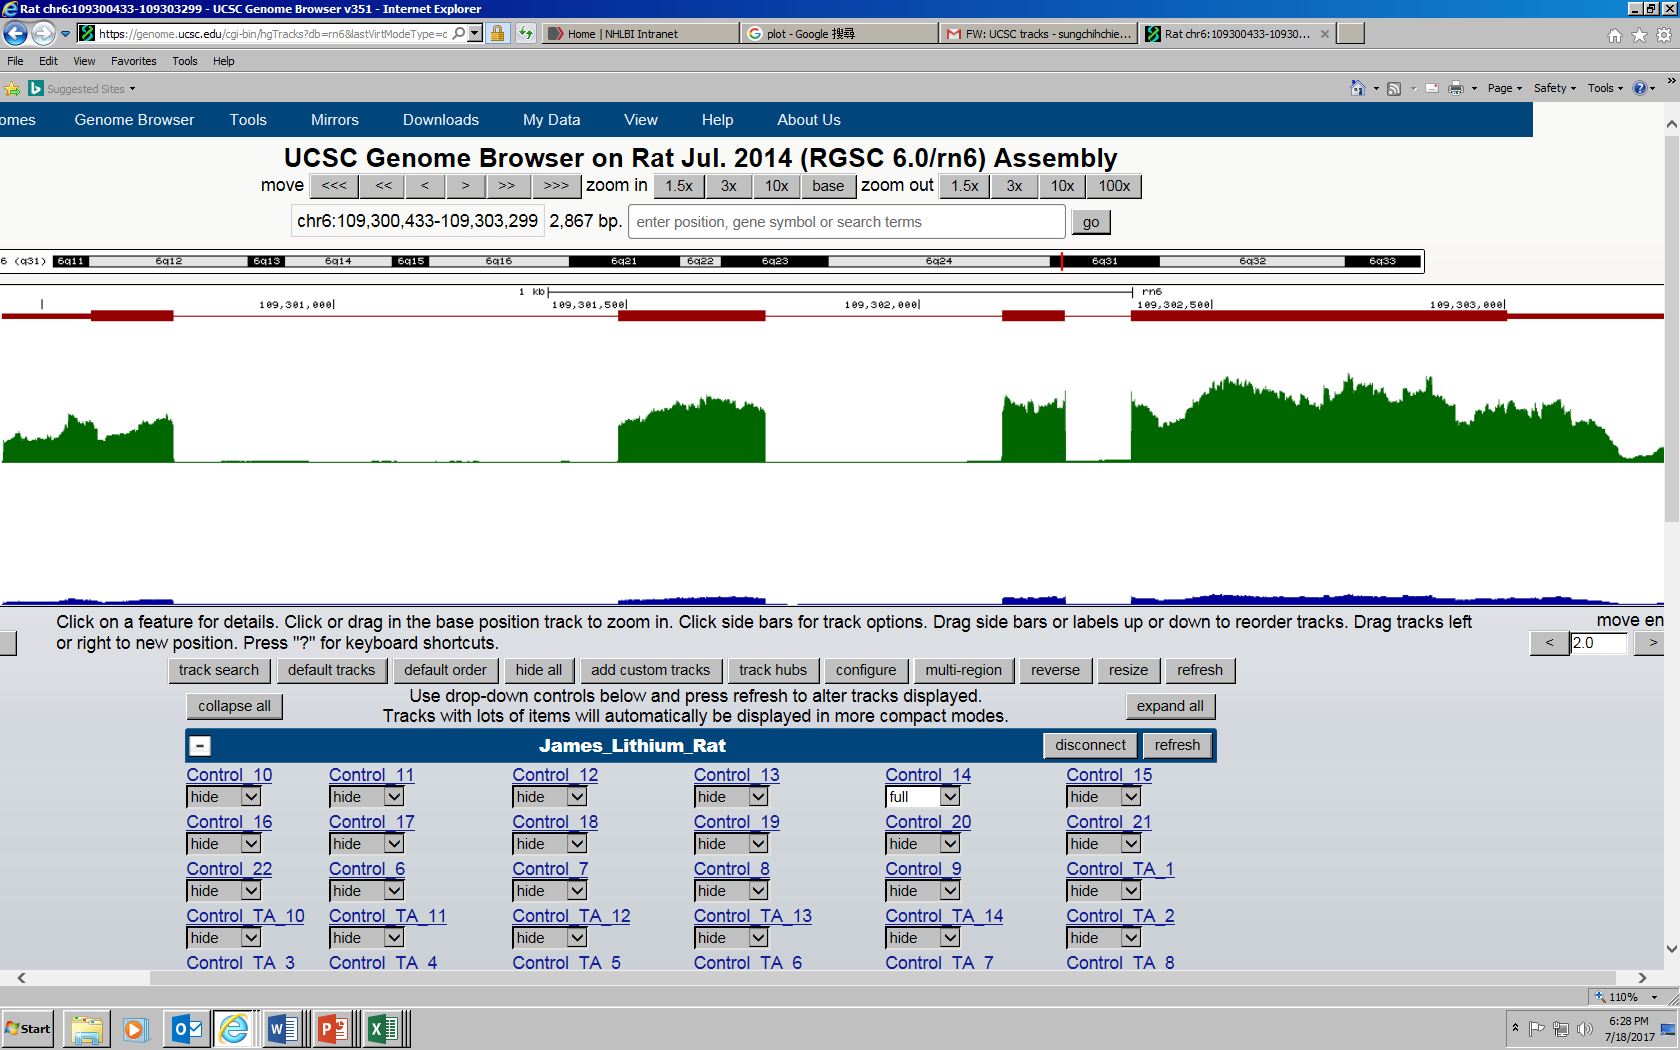 Rat chr6:109300433-109303299 - UCSC Genome Browser v351 - Internet Explorer
https://genome.ucsc.edu/cgi-bin/hgTracks?db=rn6&lastVirtModeType=c
Home | NHLBI Intranet
plot - Google 搜尋
FW: UCSC tracks - sungchihchie...
Rat chr6:109300433-10930...
File Edit View Favorites Tools Help
Suggested Sites
Page Safety Tools
omes Genome Browser Tools Mirrors Downloads My Data View Help About Us
UCSC Genome Browser on Rat Jul. 2014 (RGSC 6.0/rn6) Assembly
move <<< << < > >> >>> zoom in 1.5x 3x 10x base zoom out 1.5x 3x 10x 100x
chr6:109,300,433-109,303,299 2,867 bp. enter position, gene symbol or search terms go
6 (q31) 6q11 6q12 6q13 6q14 6q15 6q16 6q21 6q22 6q23 6q24 6q31 6q32 6q33
1 kb rn6
109,301,000| 109,301,500| 109,302,000| 109,302,500| 109,303,000|
Click on a feature for details. Click or drag in the base position track to zoom in. Click side bars for track options. Drag side bars or labels up or down to reorder tracks. Drag tracks left
or right to new position. Press "?" for keyboard shortcuts.
move en
< 2.0 >
track search default tracks default order hide all add custom tracks track hubs configure multi-region reverse resize refresh
collapse all
Use drop-down controls below and press refresh to alter tracks displayed.
Tracks with lots of items will automatically be displayed in more compact modes.
expand all
- James_Lithium_Rat disconnect refresh
Control_10 Control_11 Control_12 Control_13 Control_14 Control_15
hide hide hide hide full hide
Control_16 Control_17 Control_18 Control_19 Control_20 Control_21
hide hide hide hide hide hide
Control_22 Control_6 Control_7 Control_8 Control_9 Control_TA_1
hide hide hide hide hide hide
Control_TA_10 Control_TA_11 Control_TA_12 Control_TA_13 Control_TA_14 Control_TA_2
hide hide hide hide hide hide
Control_TA_3 Control_TA_4 Control_TA_5 Control_TA_6 Control_TA_7 Control_TA_8
110%
Start
6:28 PM
7/18/2017